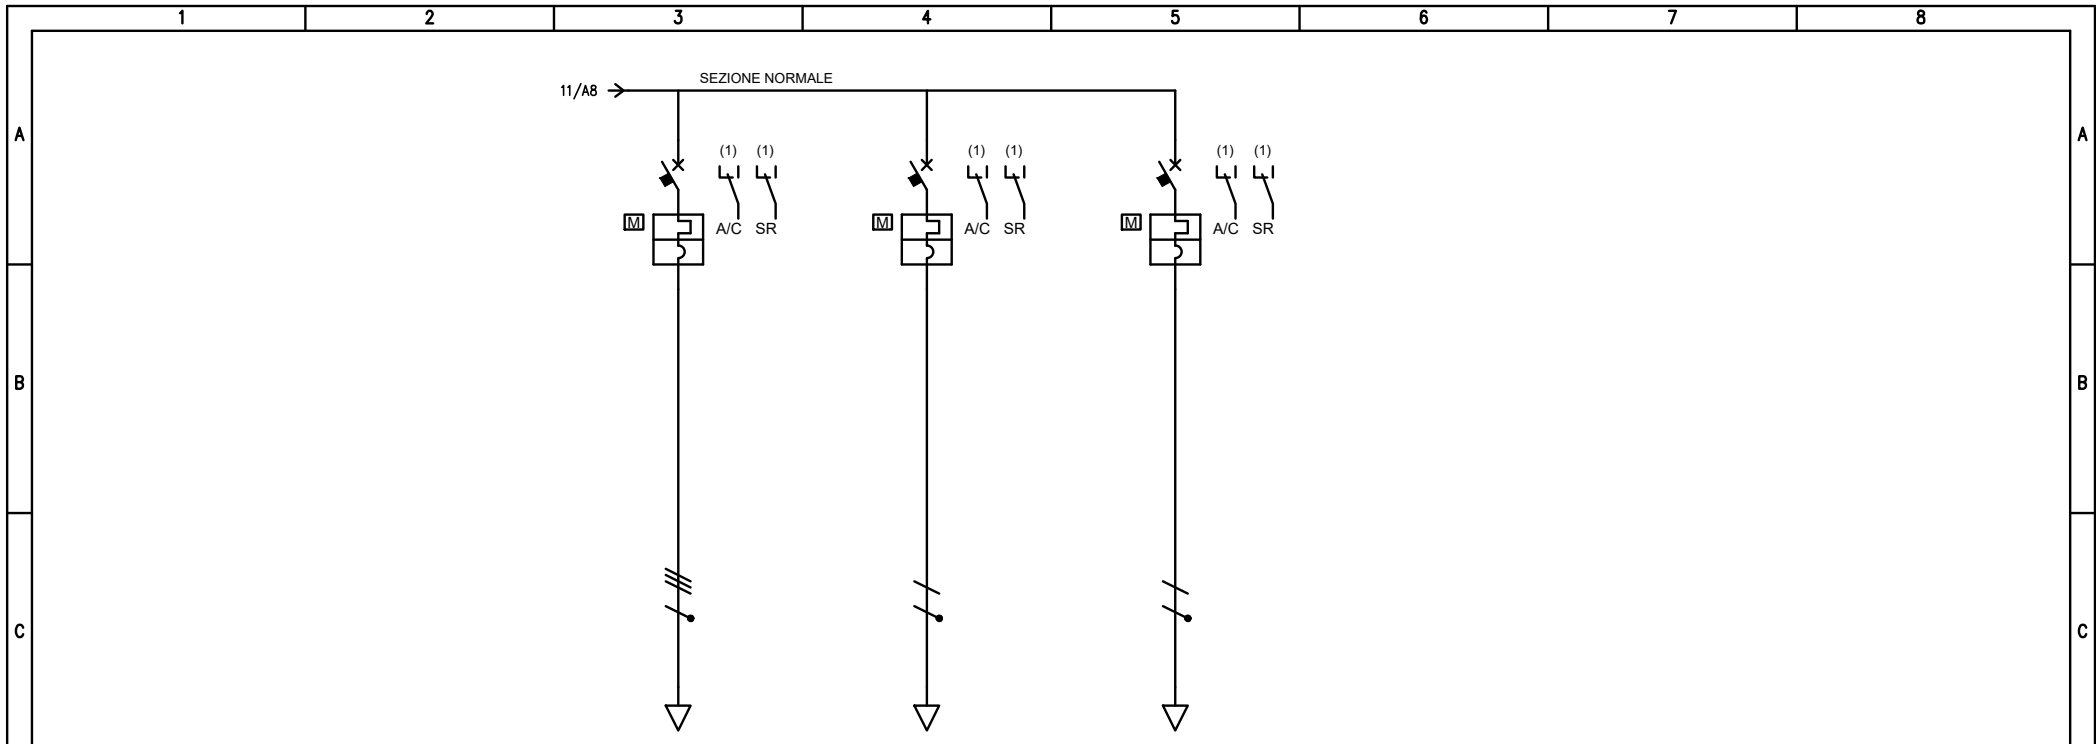 1 2 3 4 5 6 7 8
SEZIONE NORMALE
11/A8
A A
(1) (1) (1) (1) (1) (1)
M A/C SR M A/C SR M A/C SR
B B
C C